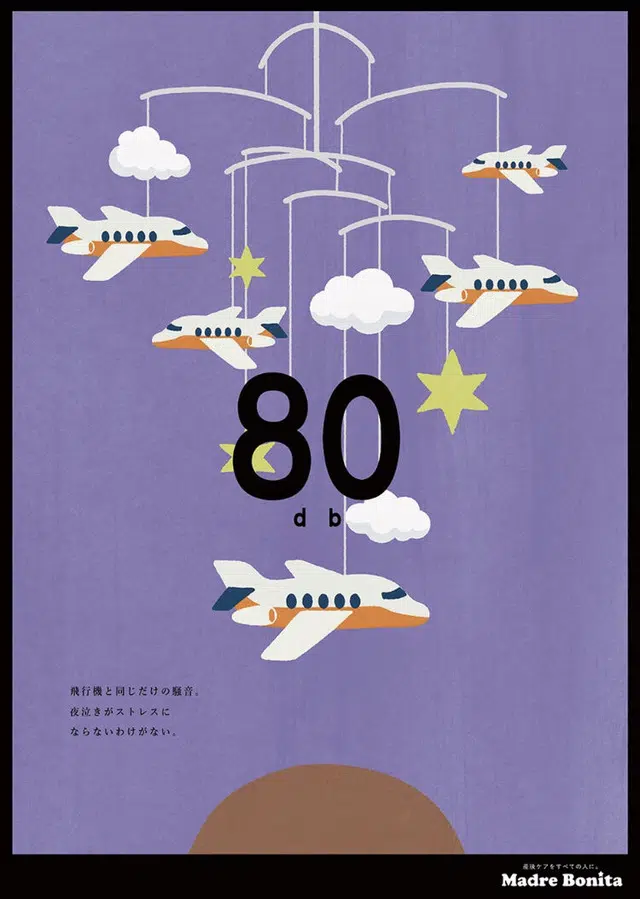 80
db
飛行機と同じだけの騒音。
夜泣きがストレスに
ならないわけがない。
産後ケアをすべての人に。
Madre Bonita